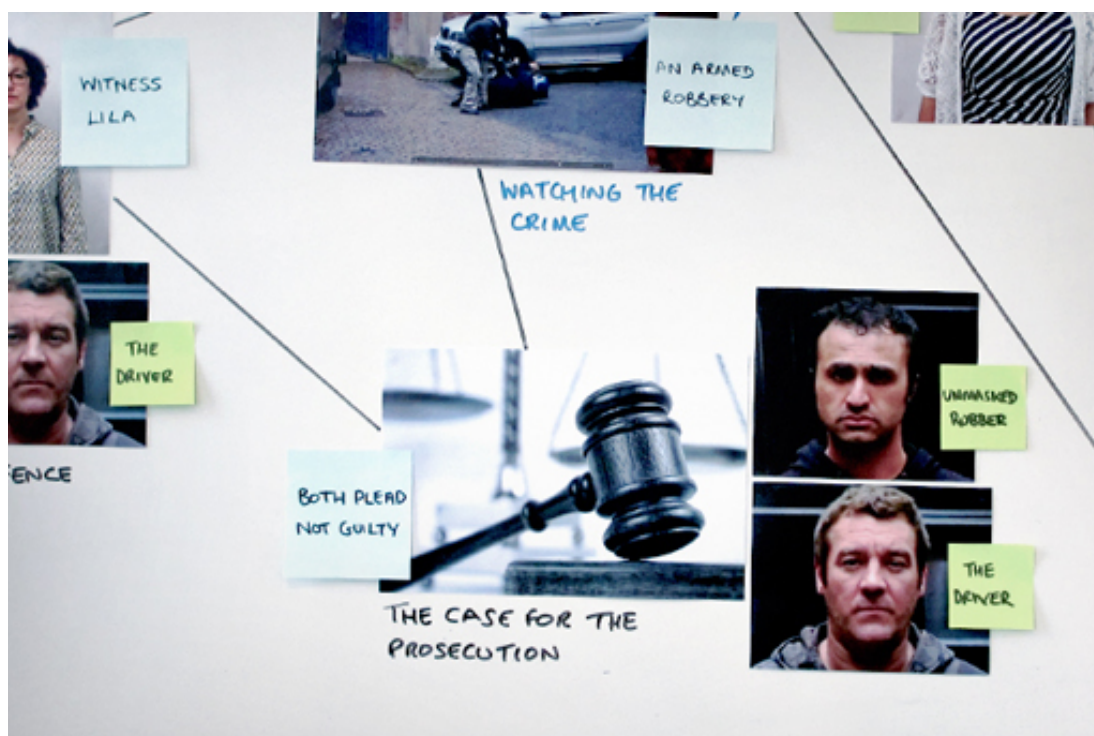 WITNESS
LILA
AN ARMED
ROBBERY
WATCHING THE
CRIME
THE
DRIVER
ENCE
UNMASKED
ROBBER
BOTH PLEAD
NOT GUILTY
THE
DRIVER
THE CASE FOR THE
PROSECUTION